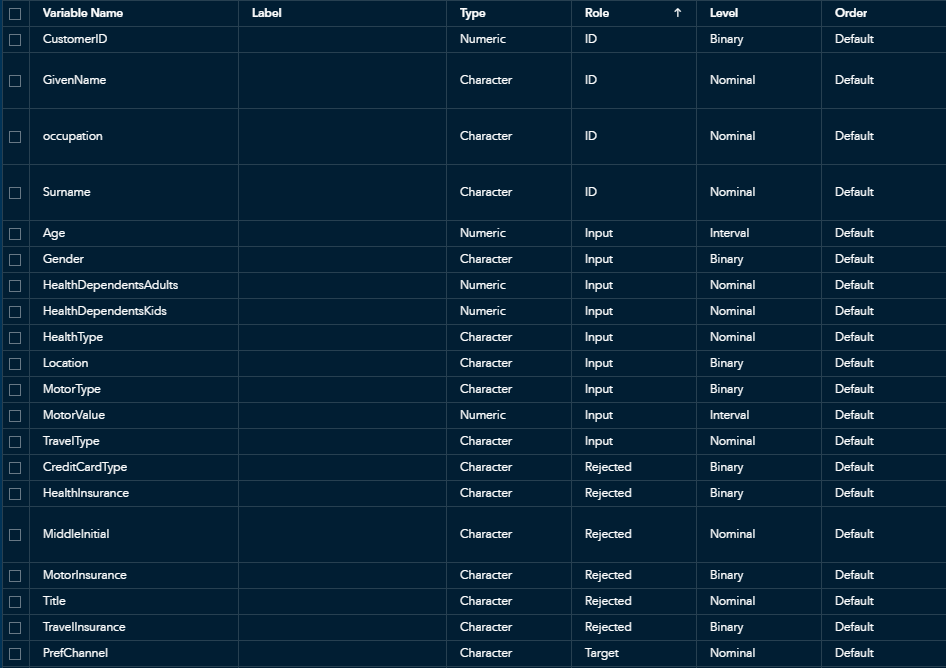 Variable Name Label Type Role ↑ Level Order
CustomerID Numeric ID Binary Default
GivenName Character ID Nominal Default
occupation Character ID Nominal Default
Surname Character ID Nominal Default
Age Numeric Input Interval Default
Gender Character Input Binary Default
HealthDependentsAdults Numeric Input Nominal Default
HealthDependentsKids Numeric Input Nominal Default
HealthType Character Input Nominal Default
Location Character Input Binary Default
MotorType Character Input Binary Default
MotorValue Numeric Input Interval Default
TravelType Character Input Nominal Default
CreditCardType Character Rejected Binary Default
HealthInsurance Character Rejected Binary Default
MiddleInitial Character Rejected Nominal Default
MotorInsurance Character Rejected Binary Default
Title Character Rejected Nominal Default
TravelInsurance Character Rejected Binary Default
PrefChannel Character Target Nominal Default